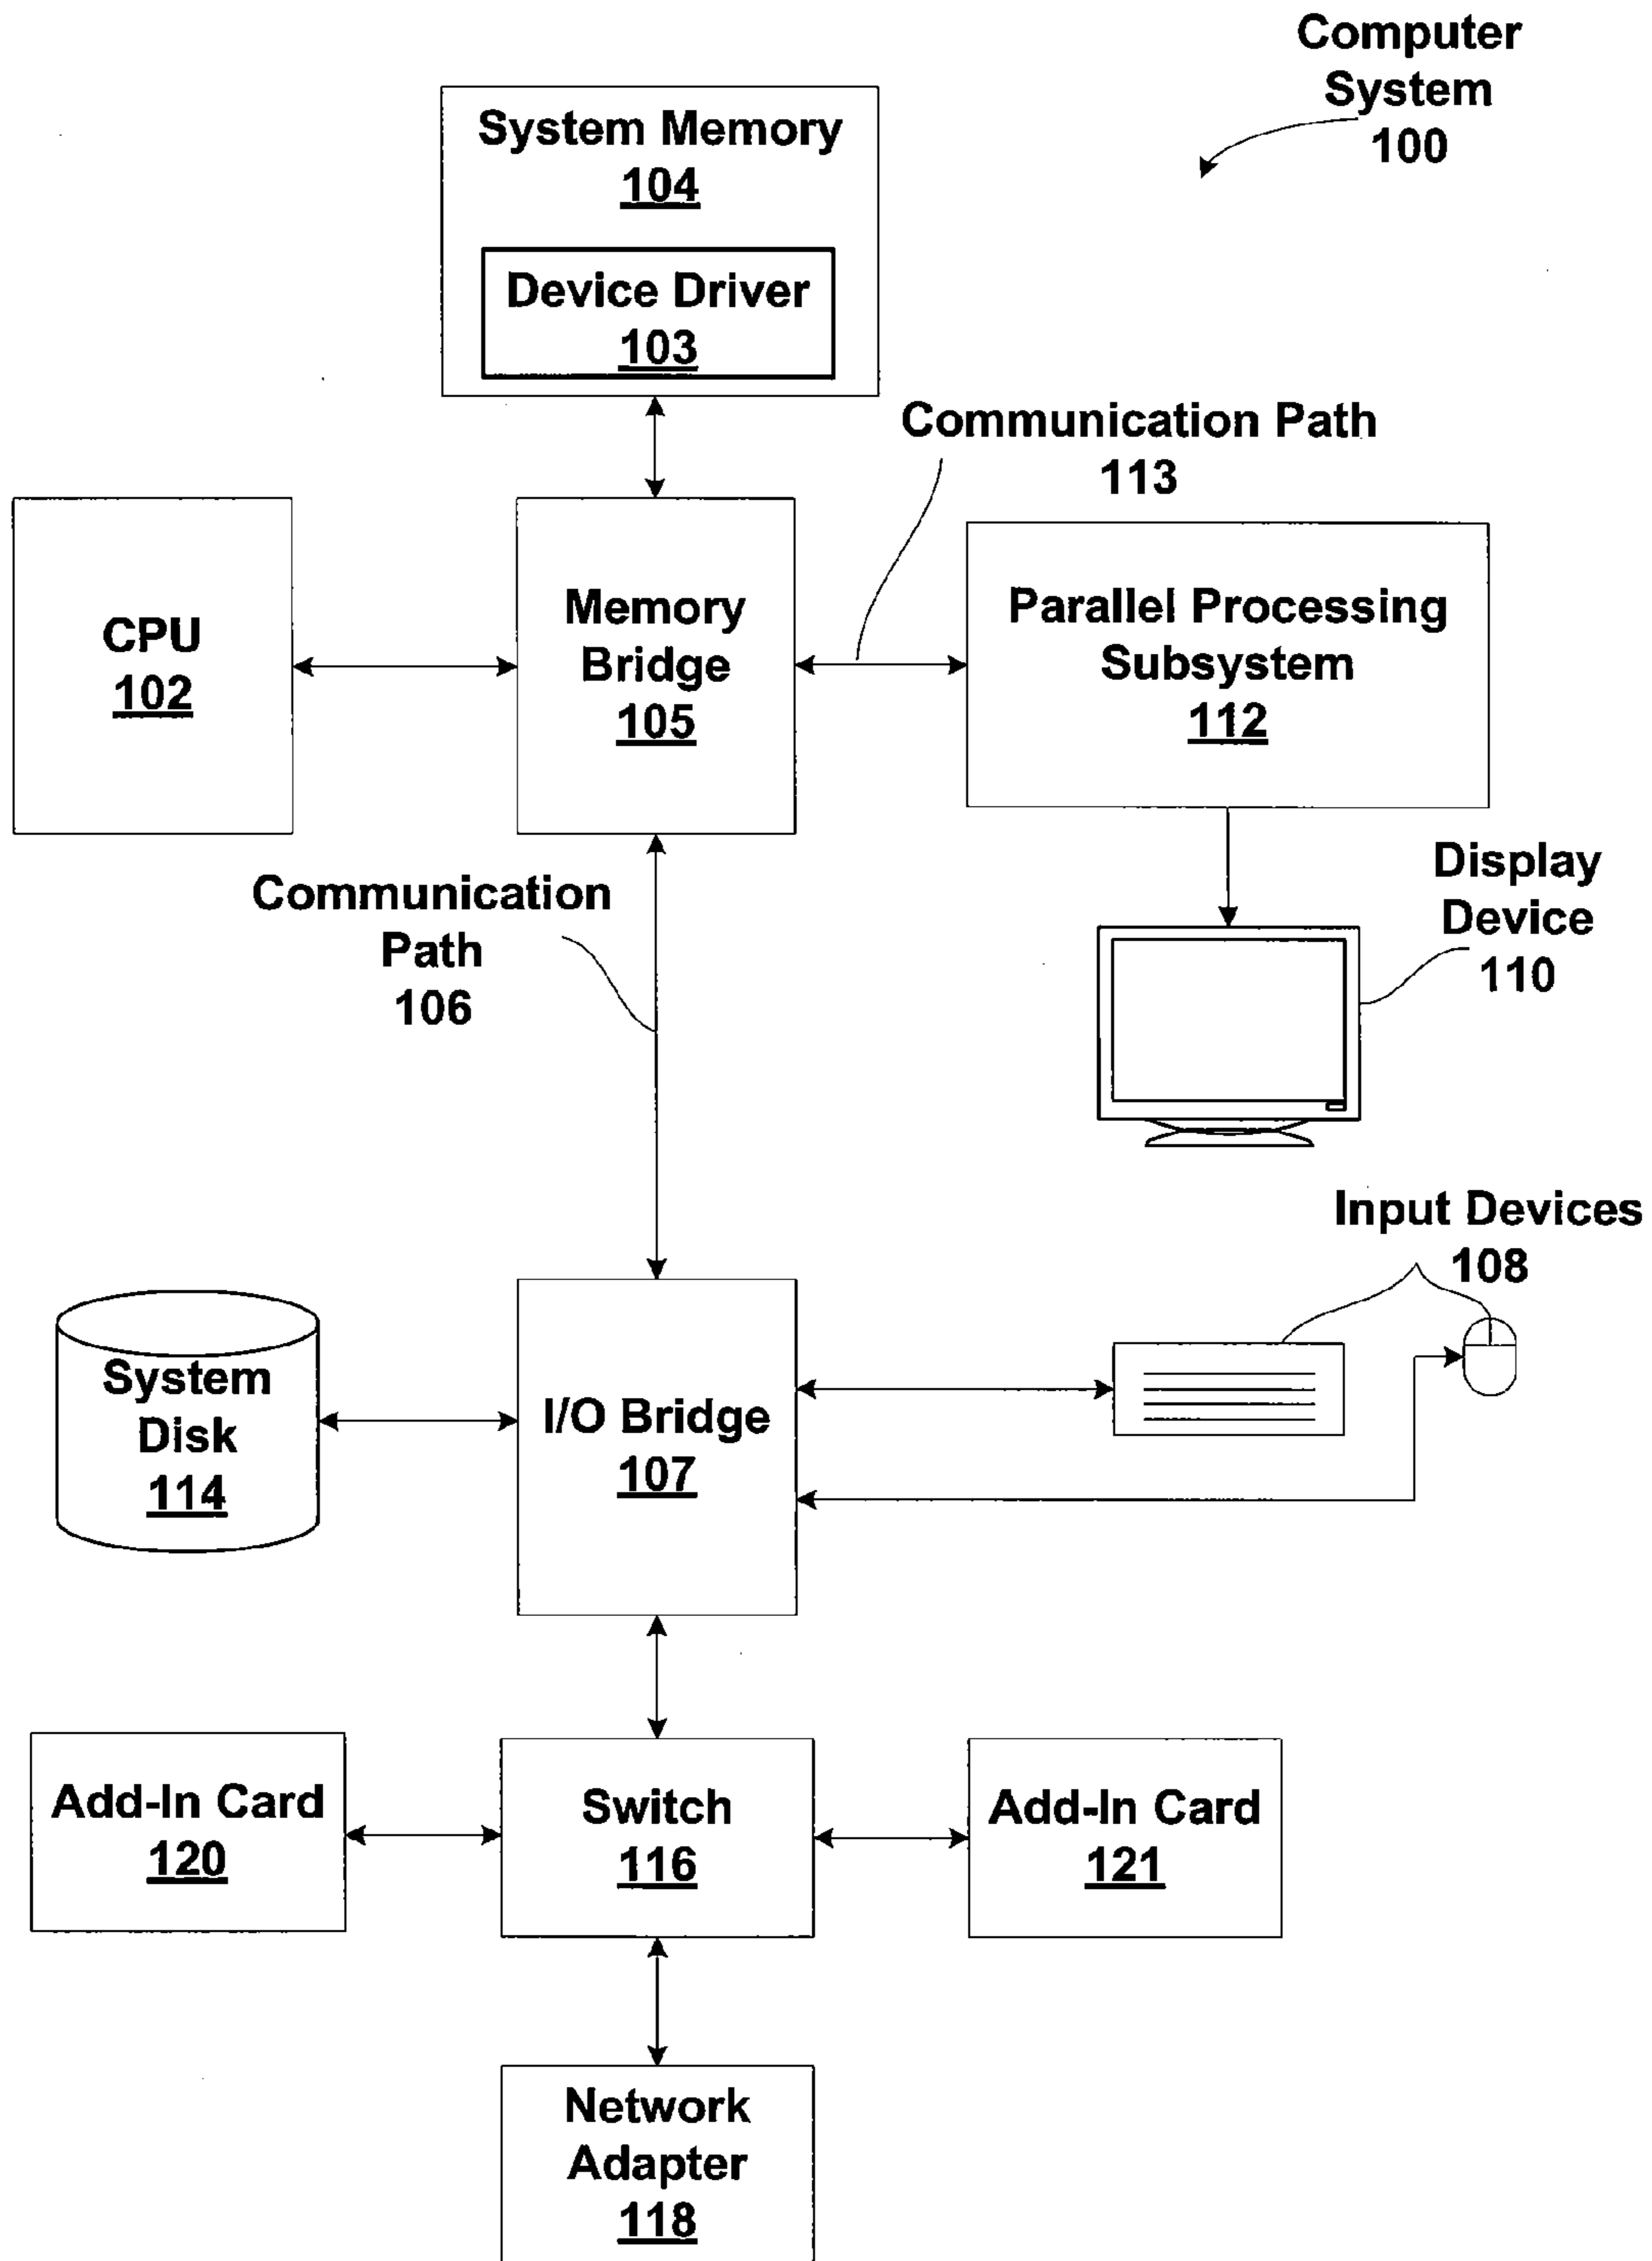 Computer
System
100
System Memory
104
Device Driver
103
Communication Path
113
CPU
102
Memory
Bridge
105
Parallel Processing
Subsystem
112
Communication
Path
106
Display
Device
110
Input Devices
108
System
Disk
114
I/O Bridge
107
Add-In Card
120
Switch
116
Add-In Card
121
Network
Adapter
118